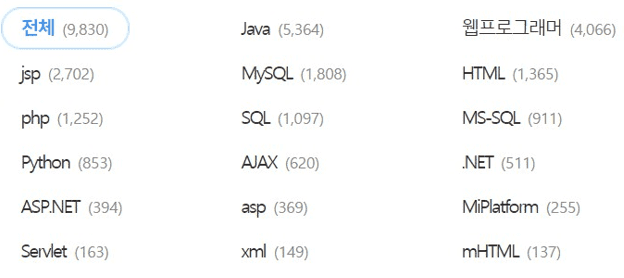 전체 (9,830) Java (5,364) 웹프로그래머 (4,066)
jsp (2,702) MySQL (1,808) HTML (1,365)
php (1,252) SQL (1,097) MS-SQL (911)
Python (853) AJAX (620) .NET (511)
ASP.NET (394) asp (369) MiPlatform (255)
Servlet (163) xml (149) mHTML (137)